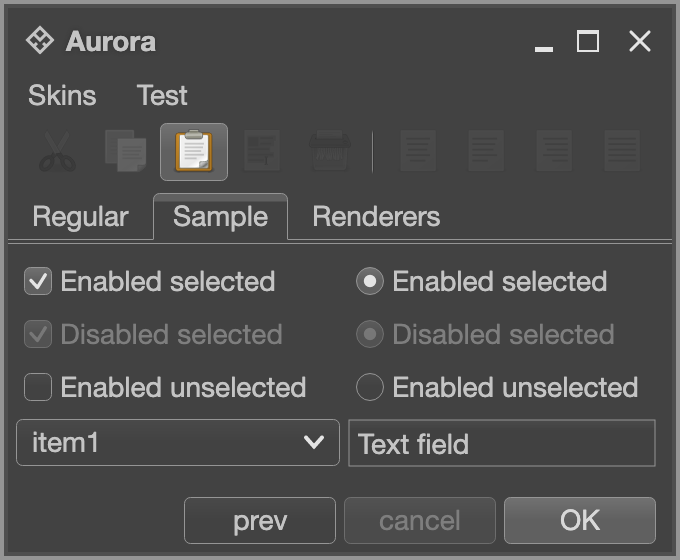 Aurora
Skins Test
Regular Sample Renderers
Enabled selected Enabled selected
Disabled selected Disabled selected
Enabled unselected Enabled unselected
item1 Text field
prev cancel OK